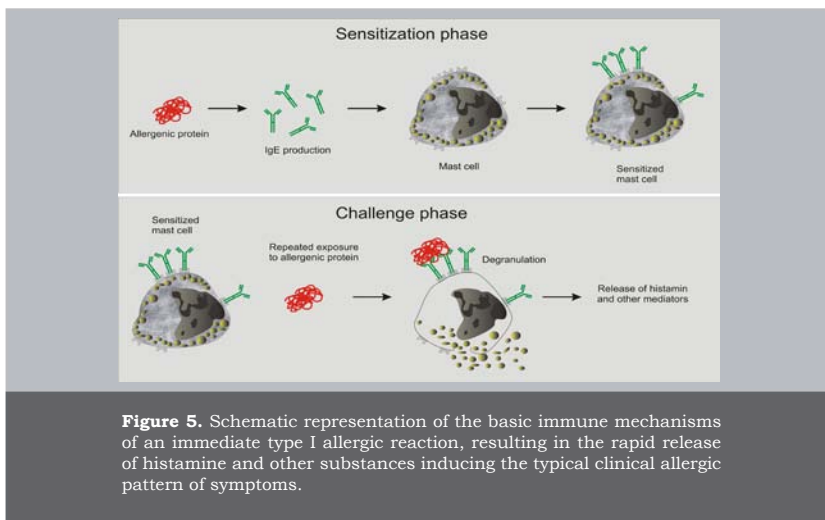 Sensitization phase
Allergenic protein
IgE production
Mast cell
Sensitized
mast cell
Challenge phase
Sensitized
mast cell
Repeated exposure
to allergenic protein
Degranulation
Release of histamin
and other mediators
Figure 5. Schematic representation of the basic immune mechanisms
of an immediate type I allergic reaction, resulting in the rapid release
of histamine and other substances inducing the typical clinical allergic
pattern of symptoms.